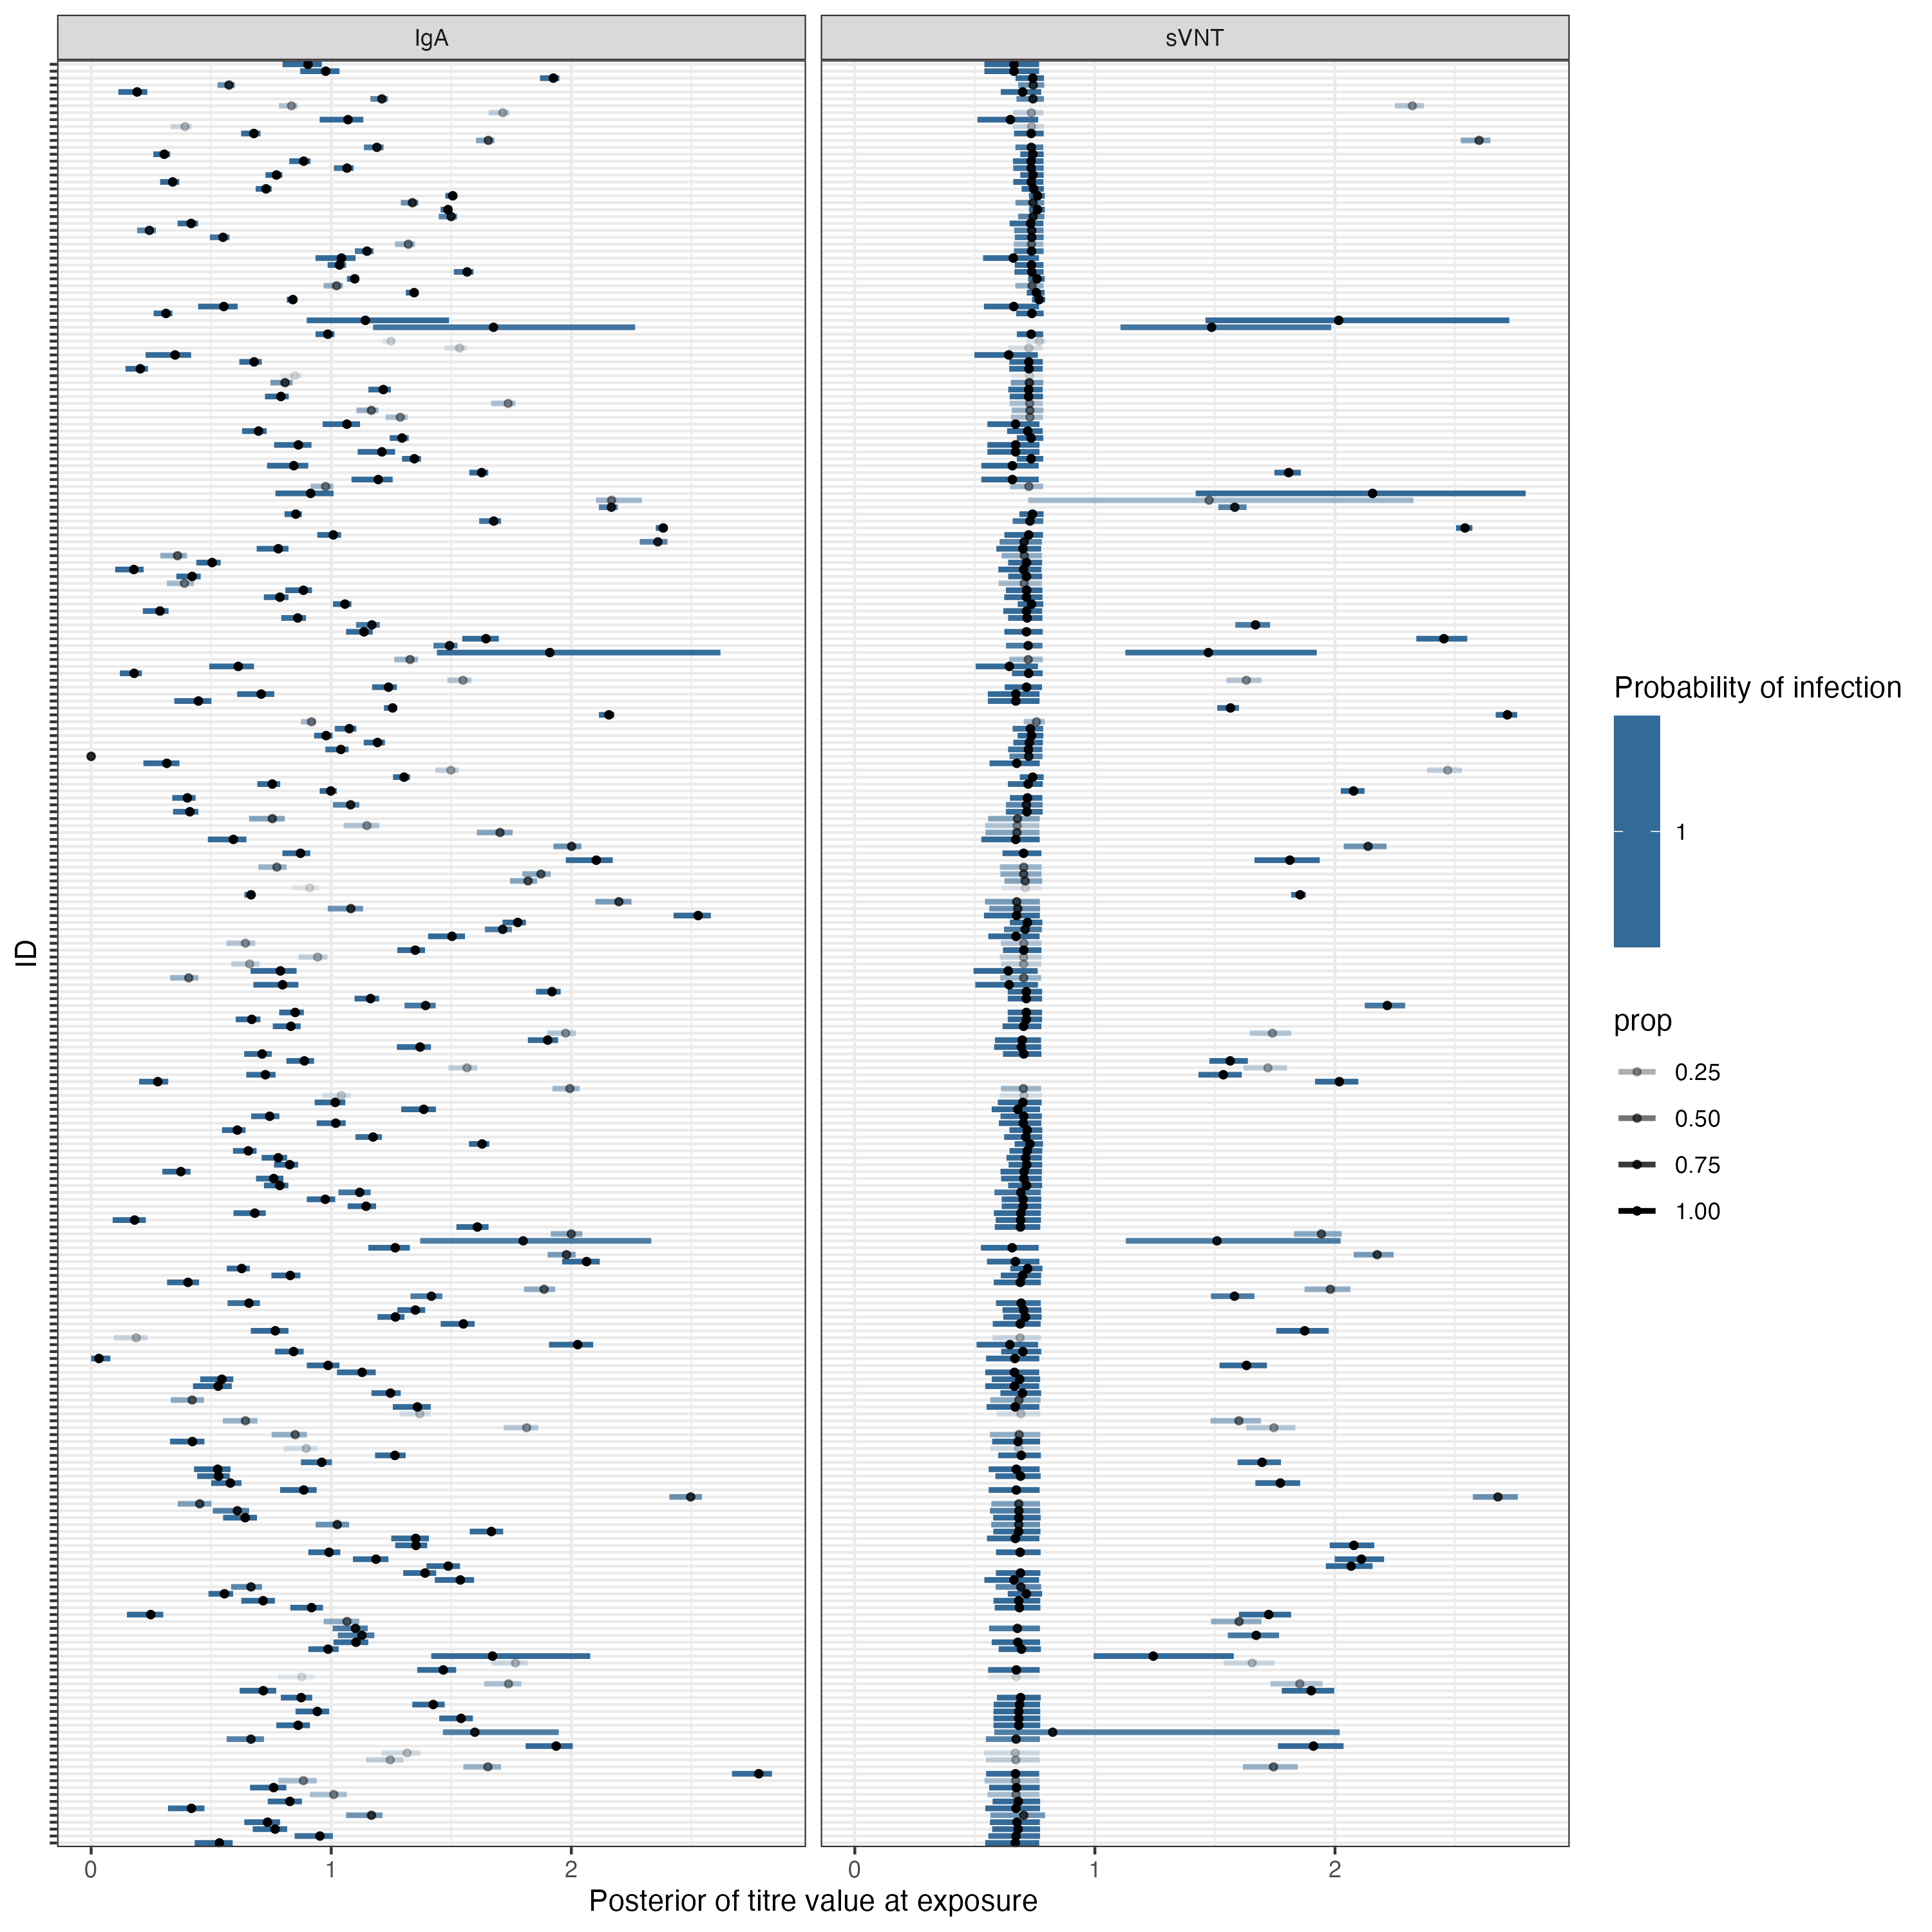 IgA
sVNT
ID
0
1
2
0
1
2
Posterior of titre value at exposure
Probability of infection
1
prop
0.25
0.50
0.75
1.00